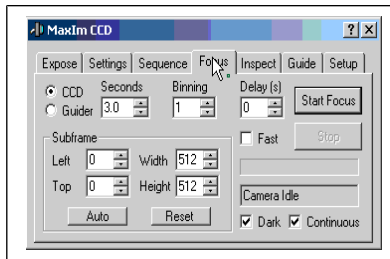 MaxIm CCD
Expose Settings Sequence Focus Inspect Guide Setup
CCD Seconds Binning Delay (s)
Guider 3.0 1 0 Start Focus
Subframe Fast Stop
Left 0 Width 512
Top 0 Height 512 Camera Idle
Auto Reset Dark Continuous